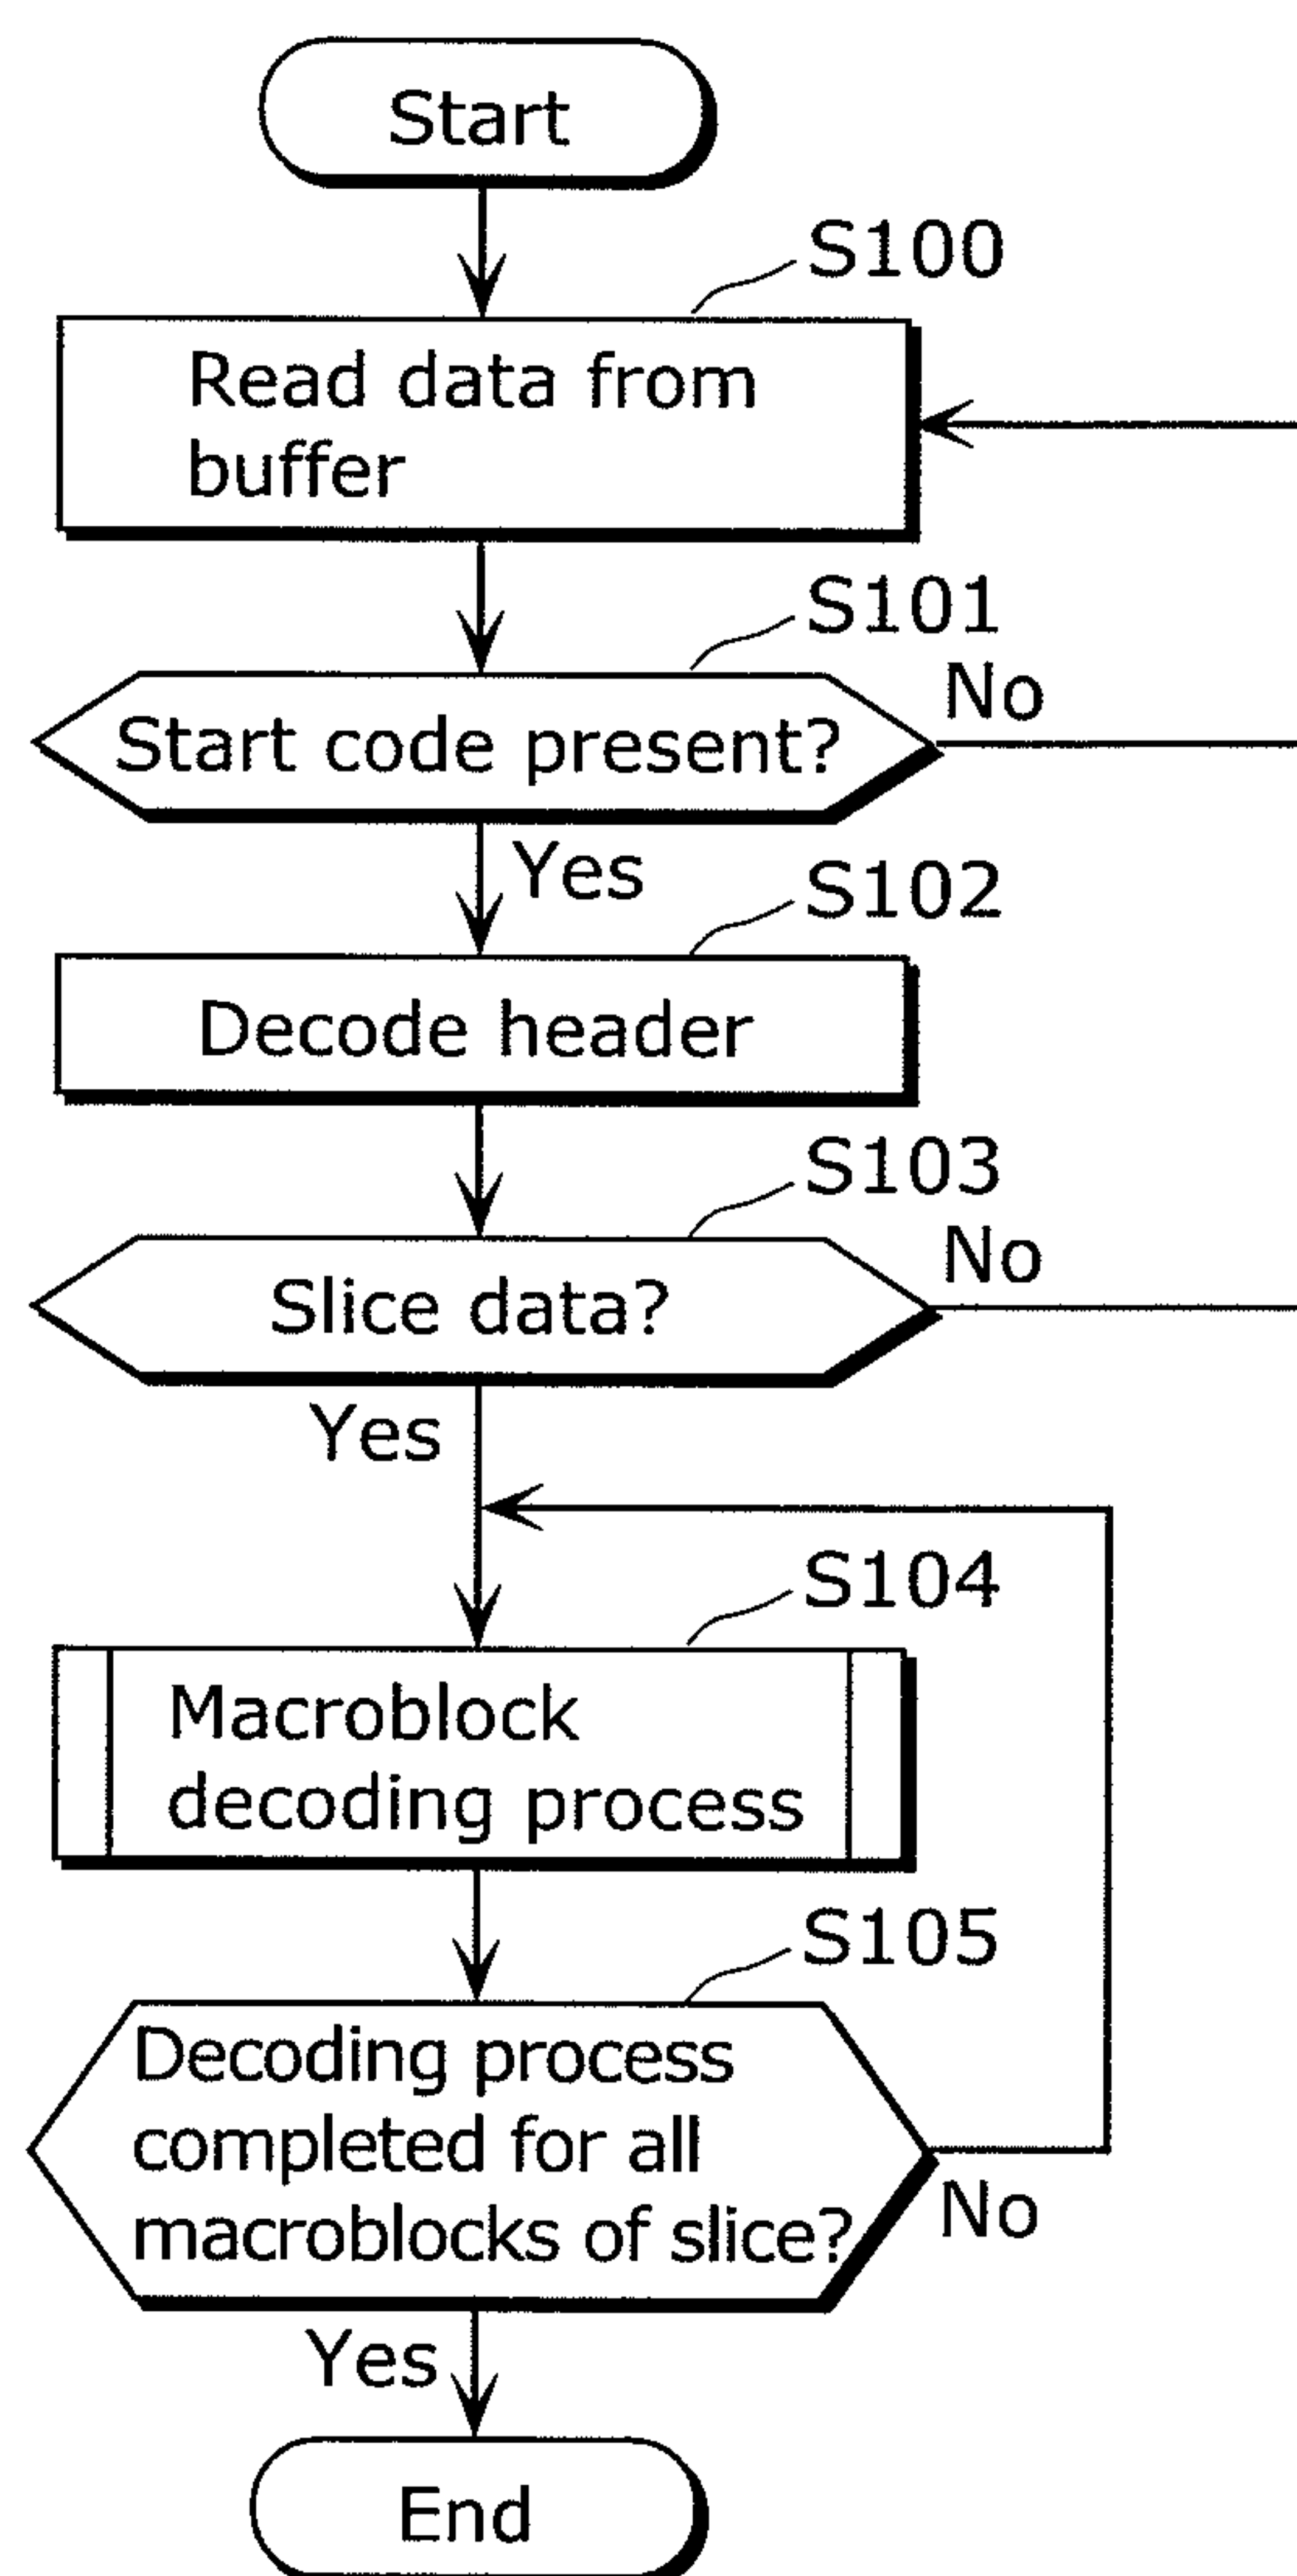 Start
S100
Read data from
buffer
S101
Start code present?
No
Yes
S102
Decode header
S103
Slice data?
No
Yes
S104
Macroblock
decoding process
S105
Decoding process
completed for all
macroblocks of slice?
No
Yes
End